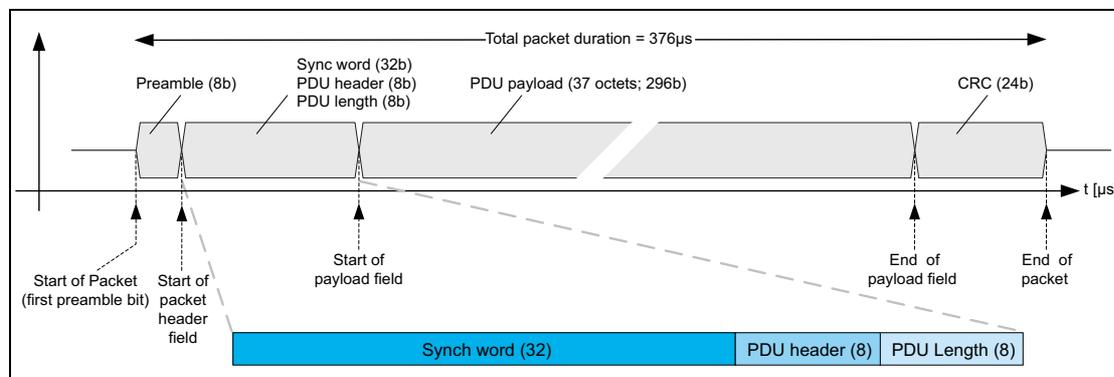 Total packet duration = 376µs
Preamble (8b)
Sync word (32b)
PDU header (8b)
PDU length (8b)
PDU payload (37 octets; 296b)
CRC (24b)
t [µs
Start of Packet
(first preamble bit)
Start of
packet
header
field
Start of
payload field
End of
payload field
End of
packet
Synch word (32)
PDU header (8)
PDU Length (8)